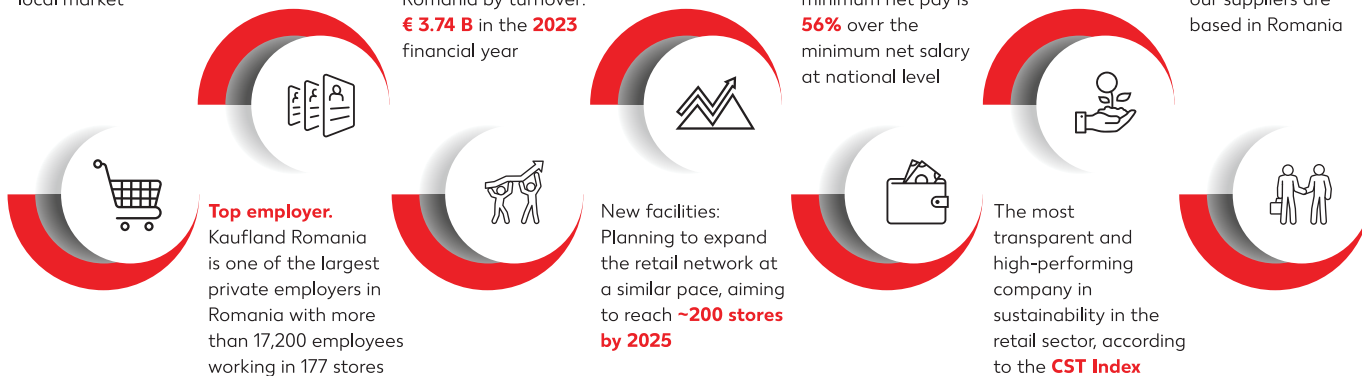 local market
Romania by turnover:
€ 3.74 B in the 2023
financial year
minimum net pay is
56% over the
minimum net salary
at national level
our suppliers are
based in Romania
Top employer.
Kaufland Romania
is one of the largest
private employers in
Romania with more
than 17,200 employees
working in 177 stores
New facilities:
Planning to expand
the retail network at
a similar pace, aiming
to reach ~200 stores
by 2025
The most
transparent and
high-performing
company in
sustainability in the
retail sector, according
to the CST Index